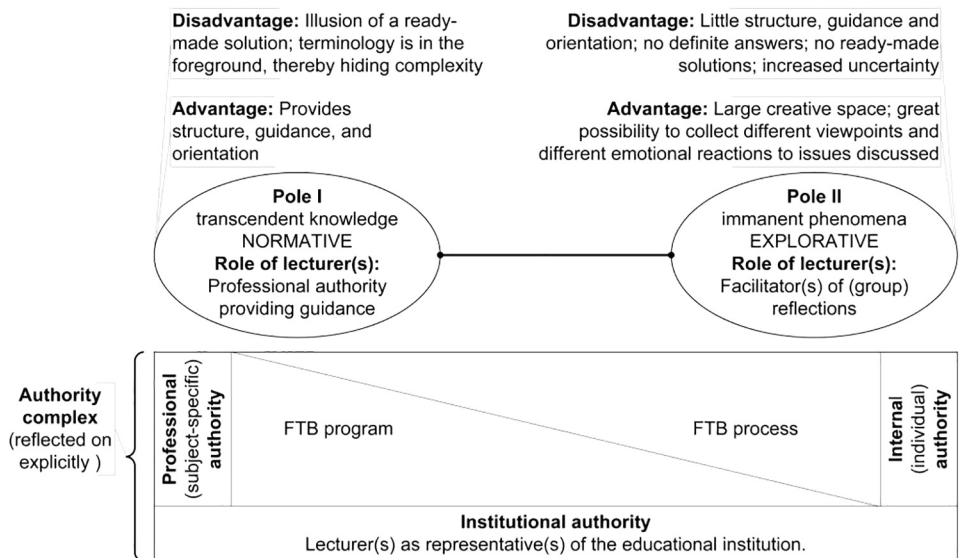 Disadvantage: Illusion of a ready-
made solution; terminology is in the
foreground, thereby hiding complexity
Advantage: Provides
structure, guidance, and
orientation
Disadvantage: Little structure, guidance and
orientation; no definite answers; no ready-made
solutions; increased uncertainty
Advantage: Large creative space; great
possibility to collect different viewpoints and
different emotional reactions to issues discussed
Pole I
transcendent knowledge
NORMATIVE
Role of lecturer(s):
Professional authority
providing guidance
Pole II
immanent phenomena
EXPLORATIVE
Role of lecturer(s):
Facilitator(s) of (group)
reflections
Authority
complex
(reflected on
explicitly )
Professional
(subject-specific)
authority
FTB program
FTB process
Internal
(individual)
authority
Institutional authority
Lecturer(s) as representative(s) of the educational institution.